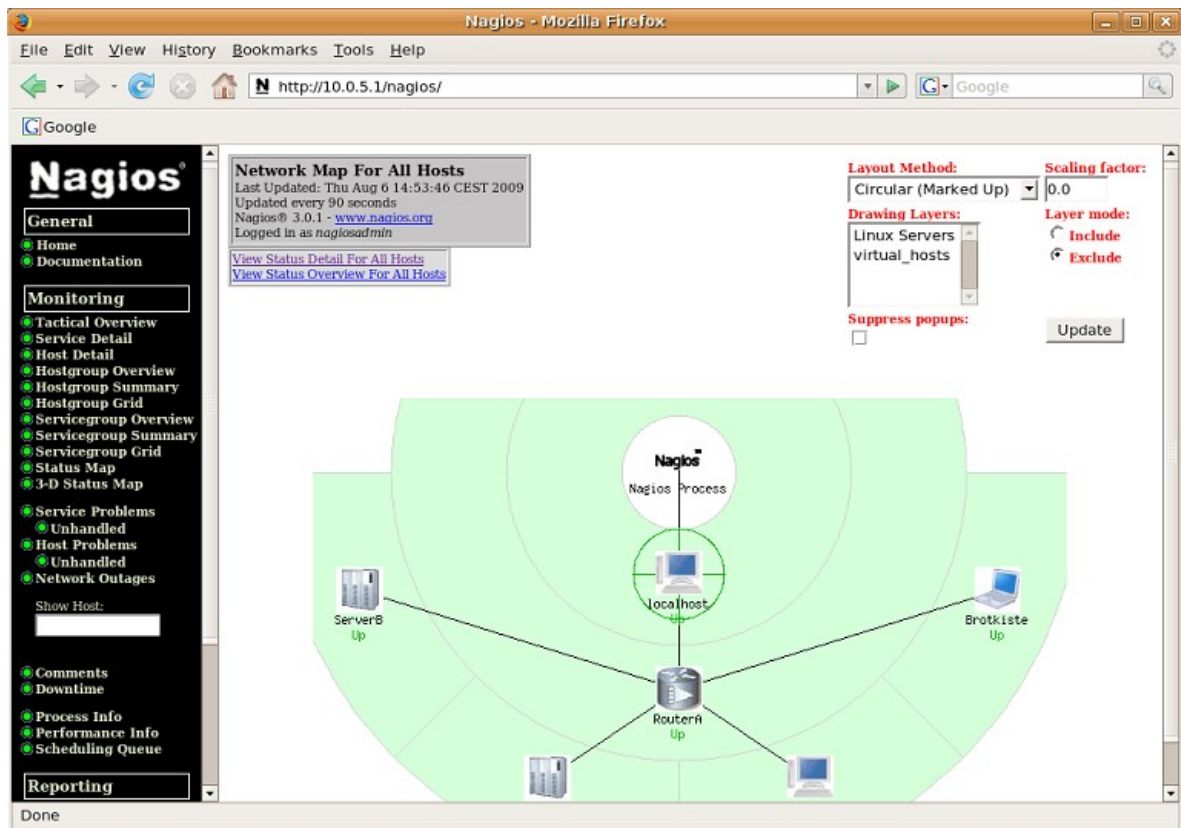 Nagios - Mozilla Firefox
File Edit View History Bookmarks Tools Help
N http://10.0.5.1/nagios/
G Google
G Google
Nagios®
General
Home
Documentation
Monitoring
Tactical Overview
Service Detail
Host Detail
Hostgroup Overview
Hostgroup Summary
Hostgroup Grid
Servicegroup Overview
Servicegroup Summary
Servicegroup Grid
Status Map
3-D Status Map
Service Problems
Unhandled
Host Problems
Unhandled
Network Outages
Show Host:
Comments
Downtime
Process Info
Performance Info
Scheduling Queue
Reporting
Network Map For All Hosts
Last Updated: Thu Aug 6 14:53:46 CEST 2009
Updated every 90 seconds
Nagios® 3.0.1 - www.nagios.org
Logged in as nagiosadmin
View Status Detail For All Hosts
View Status Overview For All Hosts
Layout Method:
Circular (Marked Up)
Scaling factor:
0.0
Drawing Layers:
Linux Servers
virtual_hosts
Layer mode:
Include
Exclude
Suppress popups:
Update
Nagios™
Nagios Process
localhost
Up
ServerB
Up
Brotkiste
Up
RouterA
Up
Done